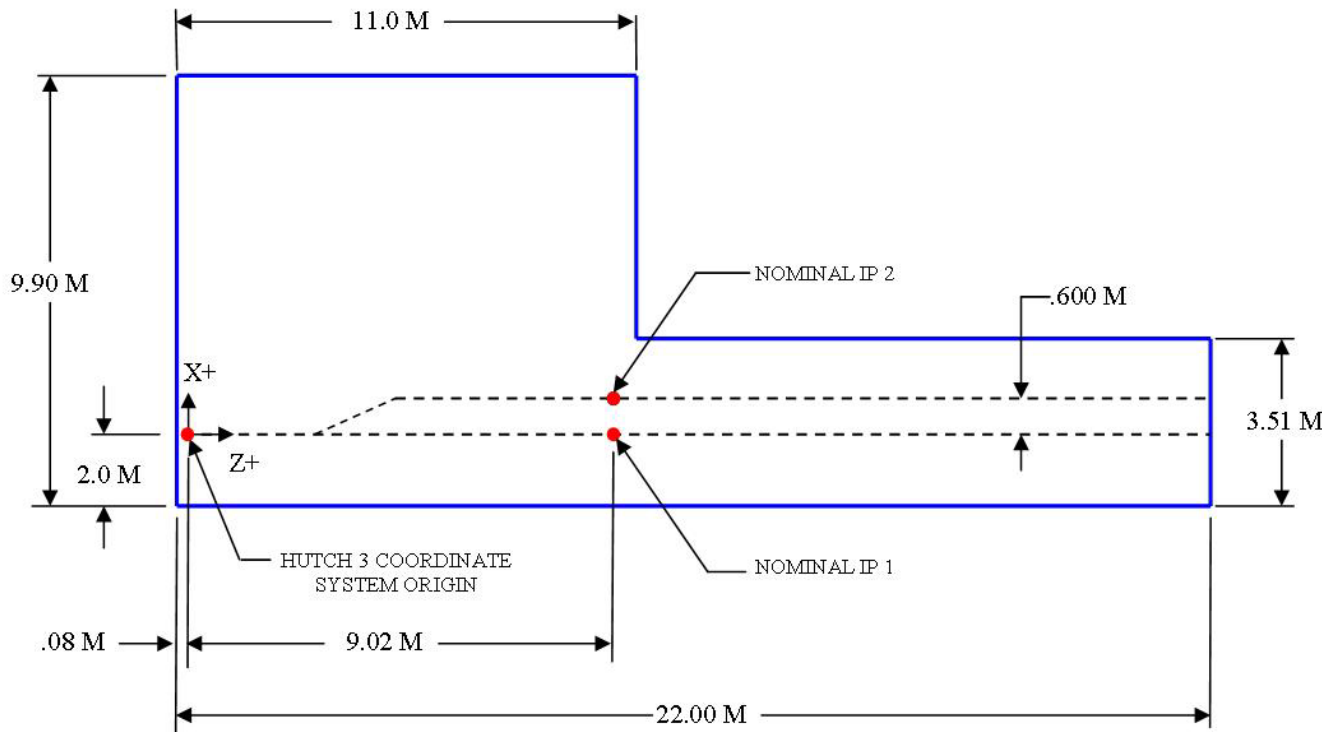 11.0 M
9.90 M
NOMINAL IP 2
.600 M
X+
3.51 M
Z+
2.0 M
HUTCH 3 COORDINATE
SYSTEM ORIGIN
NOMINAL IP 1
.08 M
9.02 M
22.00 M